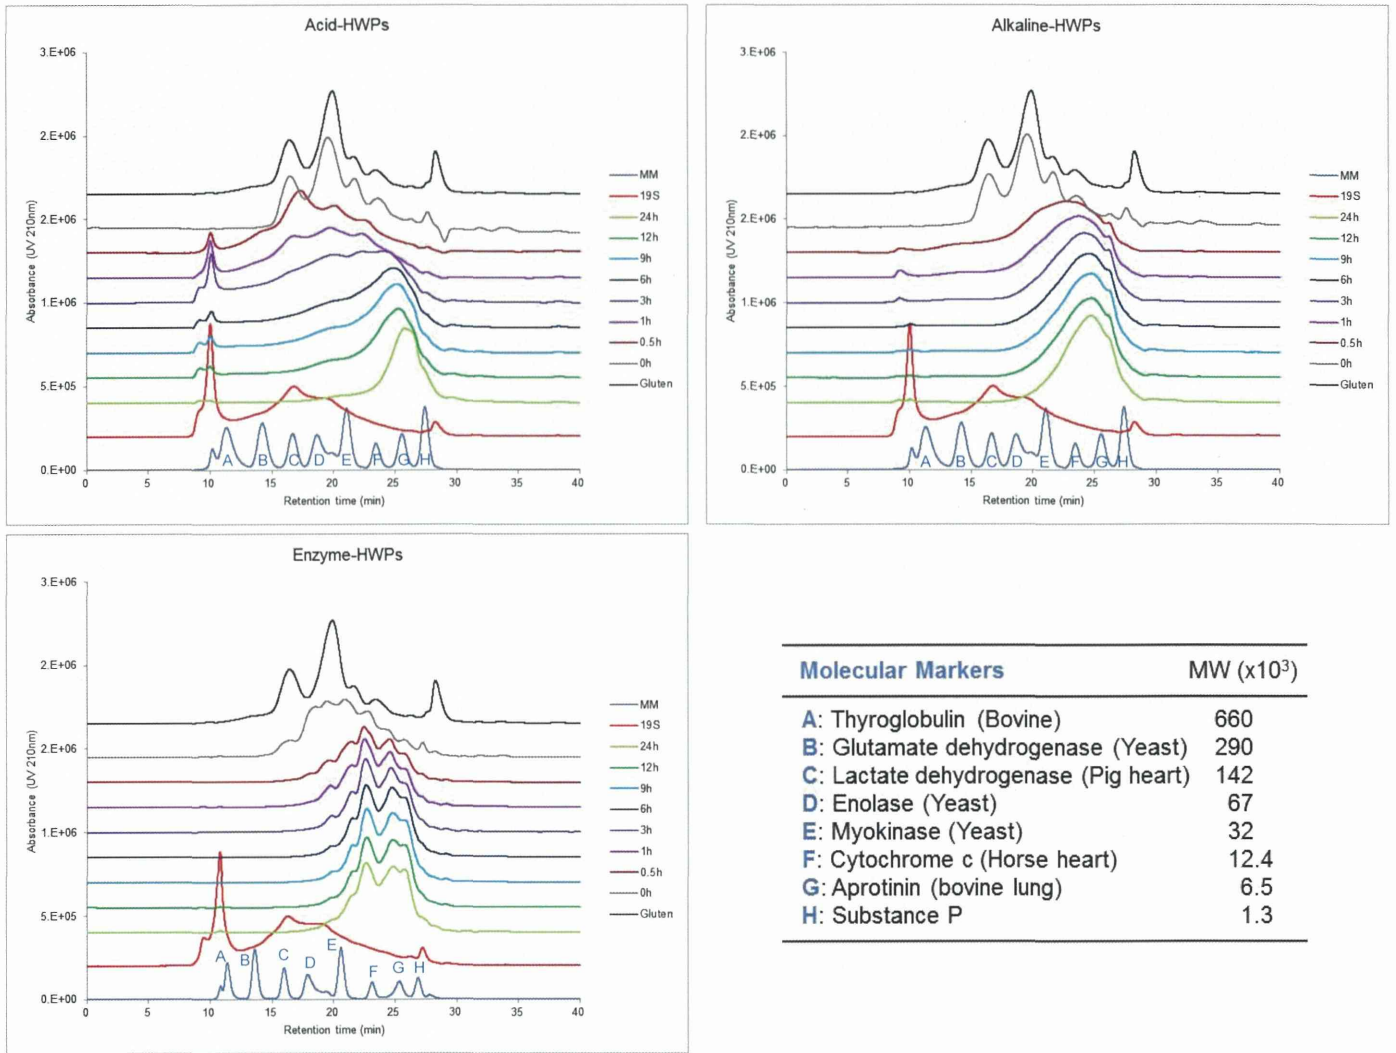 Acid-HWPs
3.E+06
2.E+06
2.E+06
1.E+06
5.E+05
0.E+00
Absorbance (UV 210nm)
0 5 10 15 20 25 30 35 40
Retention time (min)
A B C D E F G H
MM
19S
24h
12h
9h
6h
3h
1h
0.5h
0h
Gluten
Alkaline-HWPs
3.E+06
2.E+06
2.E+06
1.E+06
5.E+05
0.E+00
Absorbance (UV 210nm)
0 5 10 15 20 25 30 35 40
Retention time (min)
A B C D E F G H
MM
19S
24h
12h
9h
6h
3h
1h
0.5h
0h
Gluten
Enzyme-HWPs
3.E+06
2.E+06
2.E+06
1.E+06
5.E+05
0.E+00
Absorbance (UV 210nm)
0 5 10 15 20 25 30 35 40
Retention time (min)
A B C D E F G H
MM
19S
24h
12h
9h
6h
3h
1h
0.5h
0h
Gluten
Molecular Markers MW (x10³)
A: Thyroglobulin (Bovine) 660
B: Glutamate dehydrogenase (Yeast) 290
C: Lactate dehydrogenase (Pig heart) 142
D: Enolase (Yeast) 67
E: Myokinase (Yeast) 32
F: Cytochrome c (Horse heart) 12.4
G: Aprotinin (bovine lung) 6.5
H: Substance P 1.3